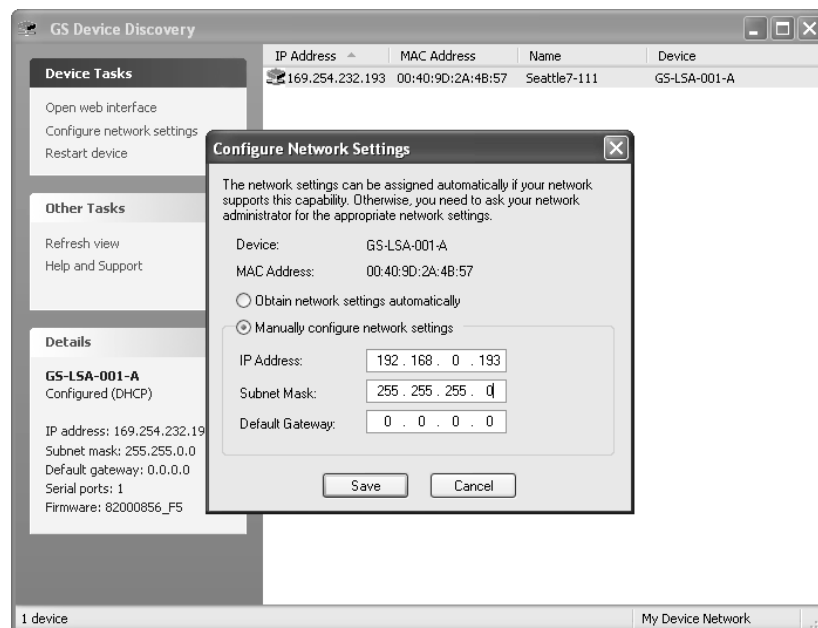 GS Device Discovery
IP Address MAC Address Name Device
169.254.232.193 00:40:9D:2A:4B:57 Seattle7-111 GS-LSA-001-A
Device Tasks
Open web interface
Configure network settings
Restart device
Other Tasks
Refresh view
Help and Support
Details
GS-LSA-001-A
Configured (DHCP)
IP address: 169.254.232.19
Subnet mask: 255.255.0.0
Default gateway: 0.0.0.0
Serial ports: 1
Firmware: 82000856_F5
Configure Network Settings
The network settings can be assigned automatically if your network
supports this capability. Otherwise, you need to ask your network
administrator for the appropriate network settings.
Device: GS-LSA-001-A
MAC Address: 00:40:9D:2A:4B:57
Obtain network settings automatically
Manually configure network settings
IP Address: 192 . 168 . 0 . 193
Subnet Mask: 255 . 255 . 255 . 0
Default Gateway: 0 . 0 . 0 . 0
Save Cancel
1 device My Device Network